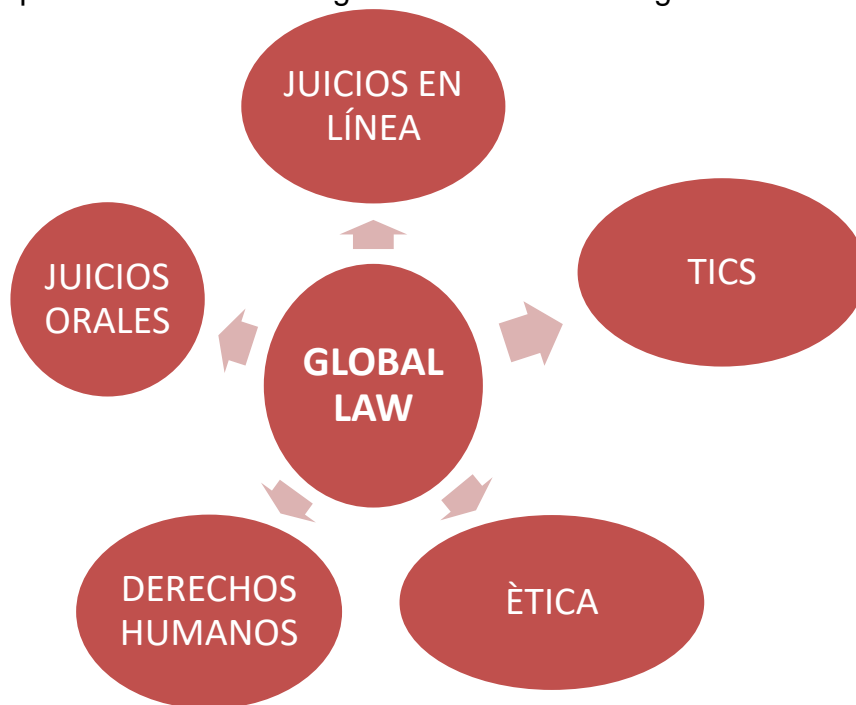 JUICIOS EN
LÍNEA
TICS
JUICIOS
ORALES
GLOBAL
LAW
DERECHOS
HUMANOS
ÈTICA